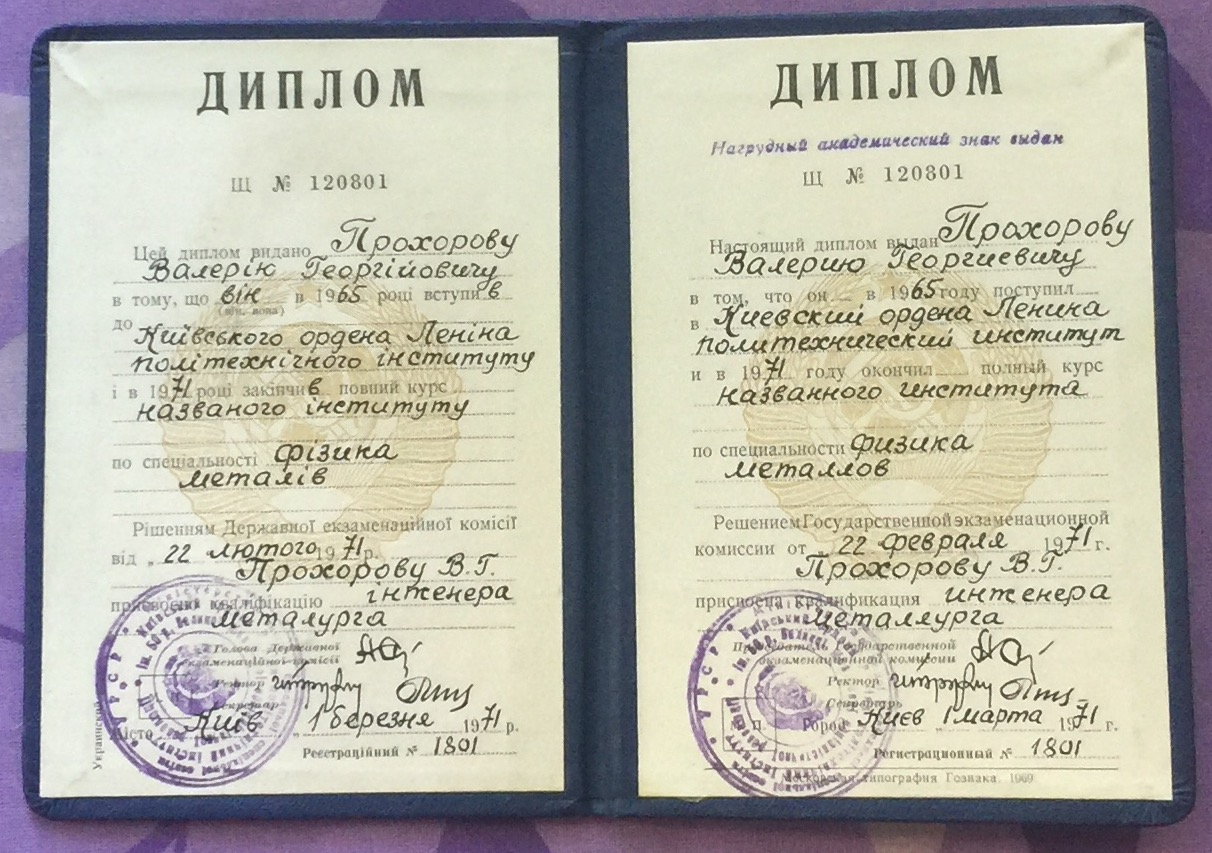 ДИПЛОМ
Щ № 120801
Цей диплом видано Прохорову
Валерію Георгійовичу
в тому, що він в 1965 році вступив
(він, вона)
до Київського ордена Леніна
політехнічного інституту
і в 1971 році закінчив повний курс
названого інституту
по спеціальності фізика
металів
Рішенням Державної екзаменаційної комісії
від „22 лютого 1971 р.
Прохорову В.Г.
присвоєна кваліфікацію інженера
металурга
Голова Державної
екзаменаційної комісії
Ректор
Секретар
Місто Київ „1 березня 1971 р.
Реєстраційний № 1801
Украинский
ДИПЛОМ
Нагрудный академический знак выдан
Щ № 120801
Настоящий диплом выдан Прохорову
Валерию Георгиевичу
в том, что он в 1965 году поступил
в Киевский ордена Ленина
политехнический институт
и в 1971 году окончил полный курс
названного института
по специальности физика
металлов
Решением Государственной экзаменационной
комиссии от 22 февраля 1971 г.
Прохорову В.Г.
присвоена квалификация инженера
металлурга
Председатель Государственной
экзаменационной комиссии
Ректор
Секретарь
М. П. Город Киев 1 марта 1971 г.
Регистрационный № 1801
Московская типография Гознака. 1969